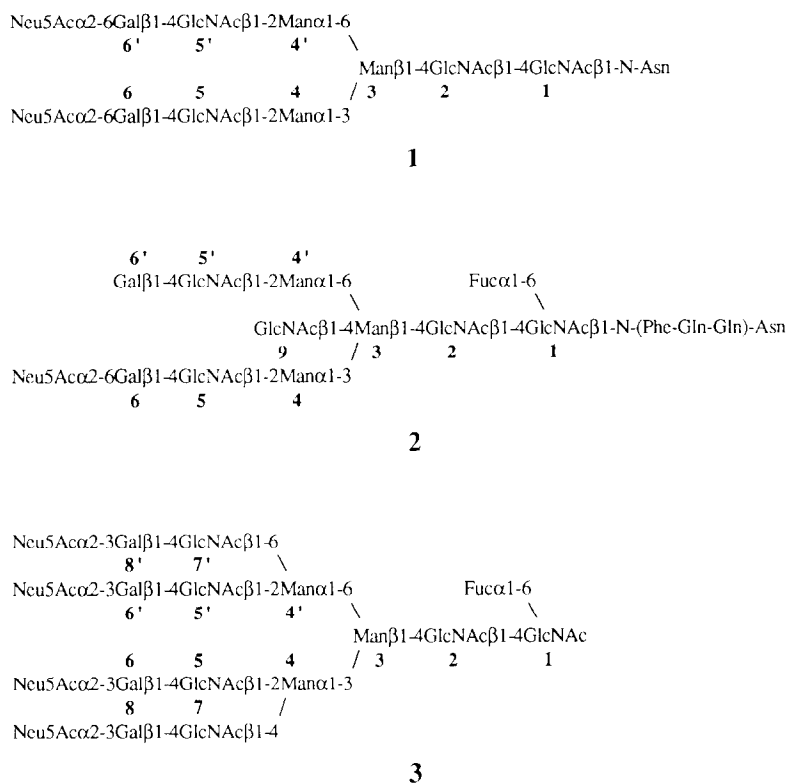 Neu5Acα2-6Galβ1-4GlcNAcβ1-2Manα1-6
6' 5' 4'
\
Manβ1-4GlcNAcβ1-4GlcNAcβ1-N-Asn
6 5 4 / 3 2 1
Neu5Acα2-6Galβ1-4GlcNAcβ1-2Manα1-3
1
6' 5' 4'
Galβ1-4GlcNAcβ1-2Manα1-6 Fucα1-6
\ \
GlcNAcβ1-4Manβ1-4GlcNAcβ1-4GlcNAcβ1-N-(Phe-Gln-Gln)-Asn
9 / 3 2 1
Neu5Acα2-6Galβ1-4GlcNAcβ1-2Manα1-3
6 5 4
2
Neu5Acα2-3Galβ1-4GlcNAcβ1-6
8' 7' \
Neu5Acα2-3Galβ1-4GlcNAcβ1-2Manα1-6 Fucα1-6
6' 5' 4' \ \
Manβ1-4GlcNAcβ1-4GlcNAc
6 5 4 / 3 2 1
Neu5Acα2-3Galβ1-4GlcNAcβ1-2Manα1-3
8 7 /
Neu5Acα2-3Galβ1-4GlcNAcβ1-4
3